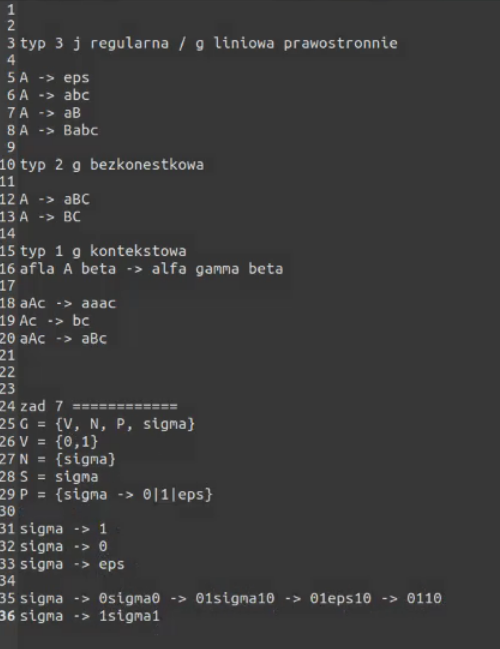 1
2
3 typ 3 j regularna / g liniowa prawostronnie
4
5 A -> eps
6 A -> abc
7 A -> aB
8 A -> Babc
9
10 typ 2 g bezkonestkowa
11
12 A -> aBC
13 A -> BC
14
15 typ 1 g kontekstowa
16 afla A beta -> alfa gamma beta
17
18 aAc -> aaac
19 Ac -> bc
20 aAc -> aBc
21
22
23
24 zad 7 ============
25 G = {V, N, P, sigma}
26 V = {0,1}
27 N = {sigma}
28 S = sigma
29 P = {sigma -> 0|1|eps}
30
31 sigma -> 1
32 sigma -> 0
33 sigma -> eps
34
35 sigma -> 0sigma0 -> 01sigma10 -> 01eps10 -> 0110
36 sigma -> 1sigma1